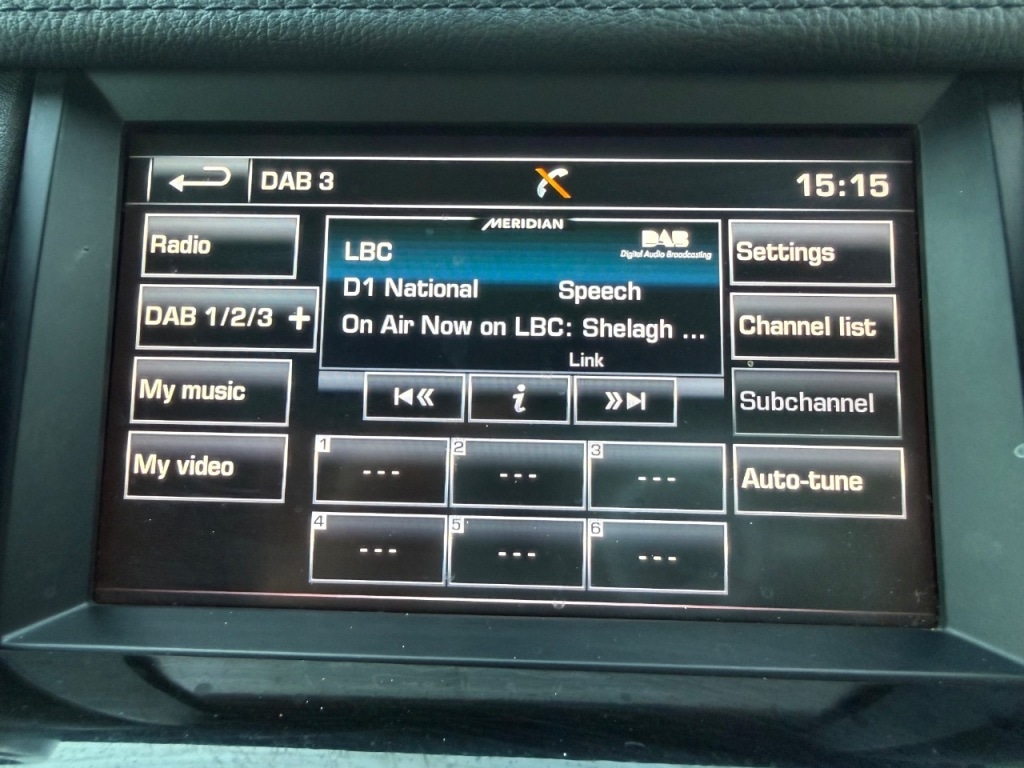 DAB 3
15:15
Radio
DAB 1/2/3 +
My music
My video
MERIDIAN
LBC
DAB
Digital Audio Broadcasting
D1 National Speech
On Air Now on LBC: Shelagh ...
Link
i
1 ---
2 ---
3 ---
4 ---
5 ---
6 ---
Settings
Channel list
Subchannel
Auto-tune